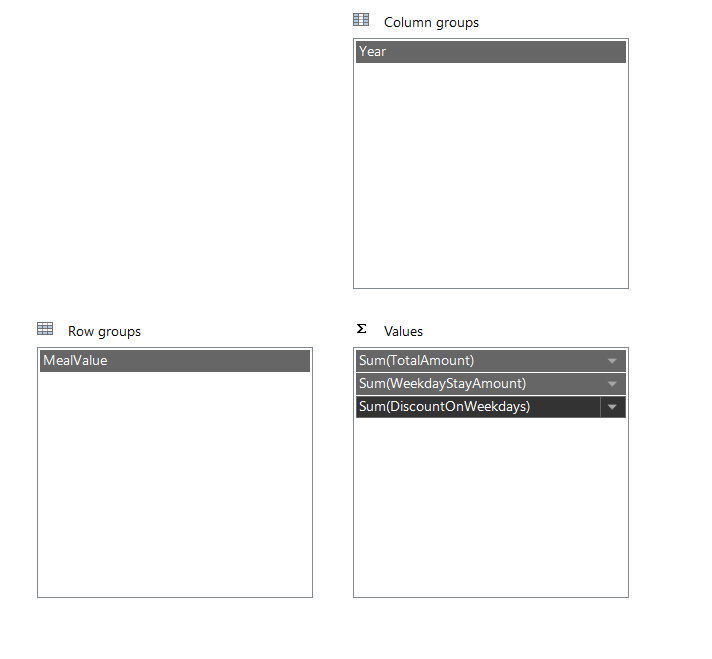 Column groups
Year
Row groups
MealValue
Σ Values
Sum(TotalAmount)
Sum(WeekdayStayAmount)
Sum(DiscountOnWeekdays)